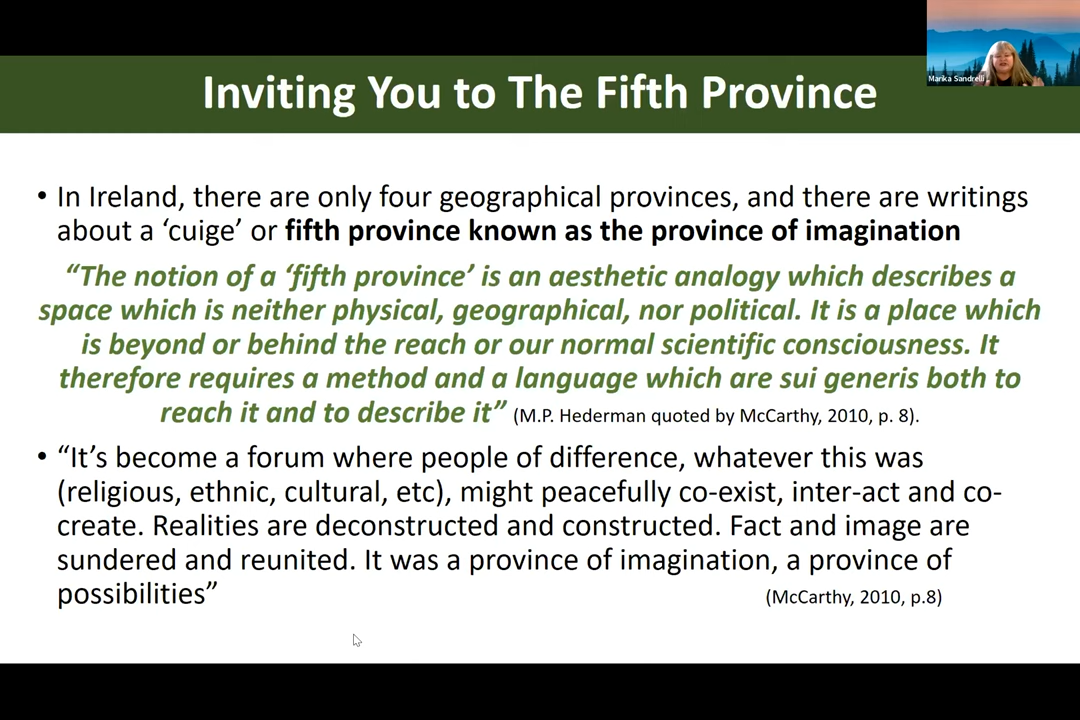 Inviting You to The Fifth Province
Marika Sandrelli
• In Ireland, there are only four geographical provinces, and there are writings
about a ‘cuige’ or fifth province known as the province of imagination
“The notion of a ‘fifth province’ is an aesthetic analogy which describes a
space which is neither physical, geographical, nor political. It is a place which
is beyond or behind the reach or our normal scientific consciousness. It
therefore requires a method and a language which are sui generis both to
reach it and to describe it” (M.P. Hederman quoted by McCarthy, 2010, p. 8).
• “It’s become a forum where people of difference, whatever this was
(religious, ethnic, cultural, etc), might peacefully co-exist, inter-act and co-
create. Realities are deconstructed and constructed. Fact and image are
sundered and reunited. It was a province of imagination, a province of
possibilities” (McCarthy, 2010, p.8)